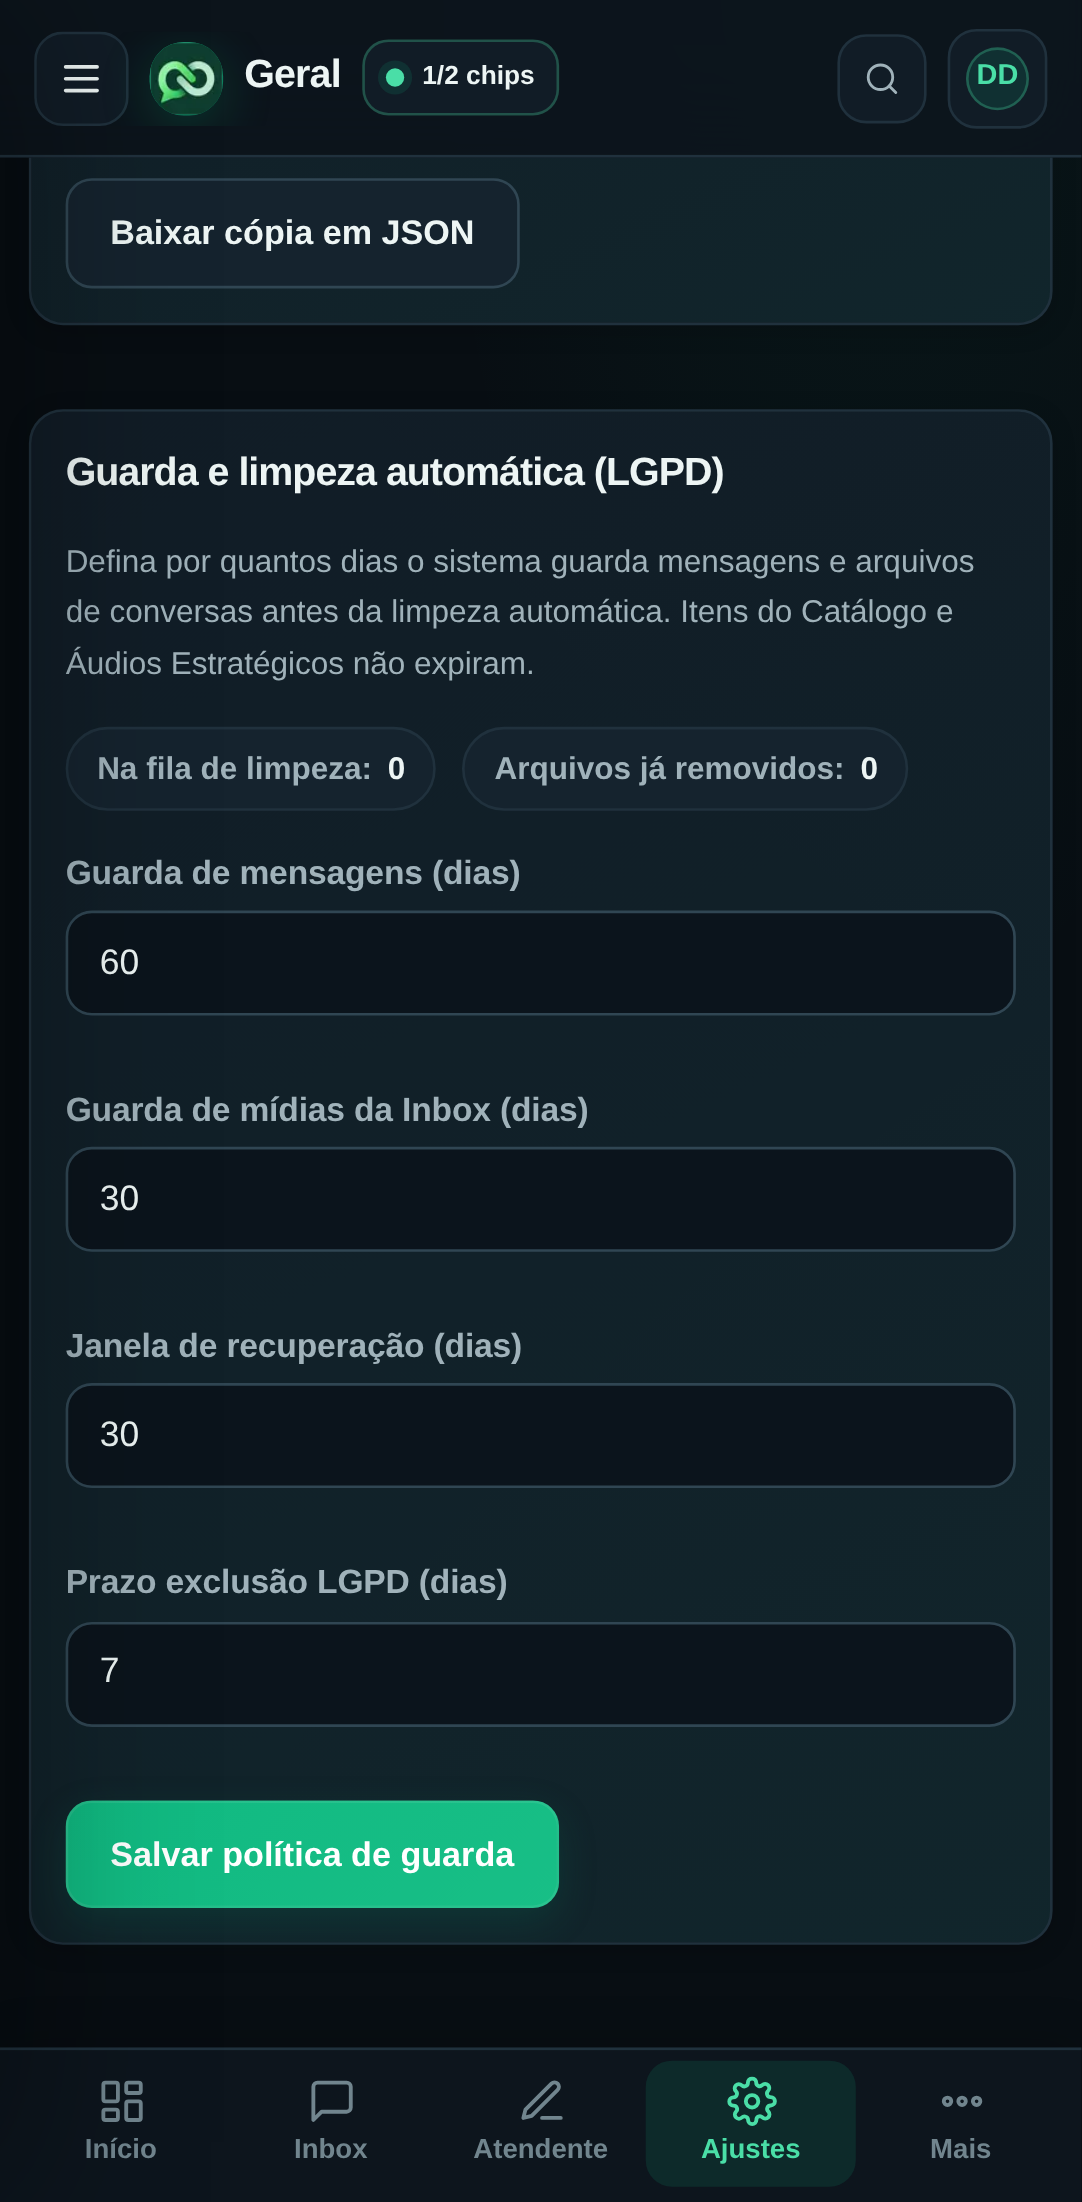 Geral
1/2 chips
DD
Baixar cópia em JSON
Guarda e limpeza automática (LGPD)
Defina por quantos dias o sistema guarda mensagens e arquivos
de conversas antes da limpeza automática. Itens do Catálogo e
Áudios Estratégicos não expiram.
Na fila de limpeza: 0
Arquivos já removidos: 0
Guarda de mensagens (dias)
60
Guarda de mídias da Inbox (dias)
30
Janela de recuperação (dias)
30
Prazo exclusão LGPD (dias)
7
Salvar política de guarda
Início
Inbox
Atendente
Ajustes
Mais